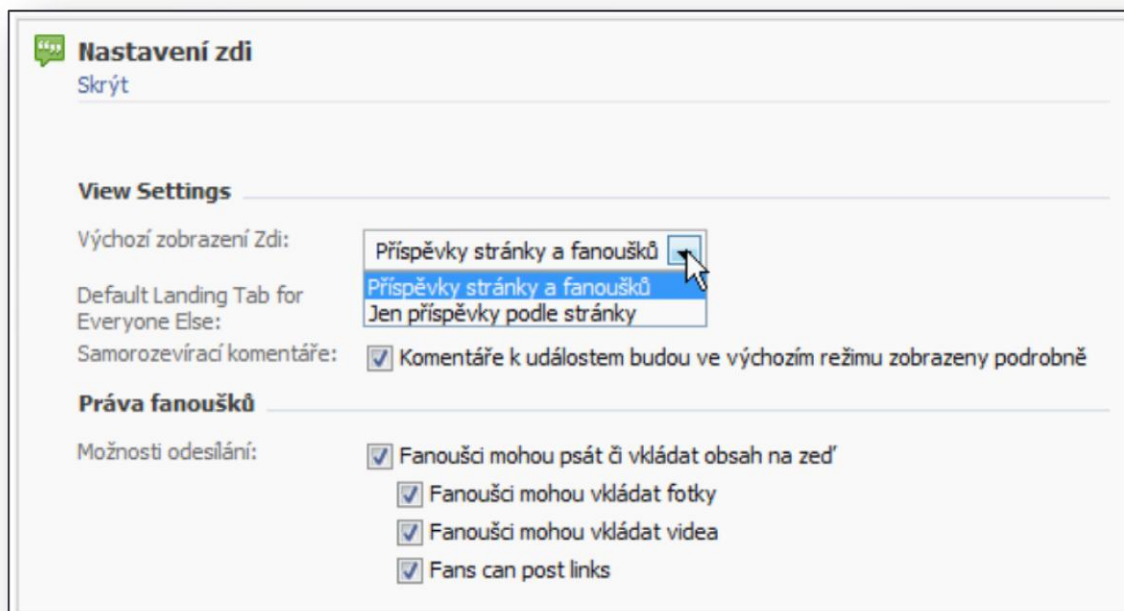 Nastavení zdi
Skrýt
View Settings
Výchozí zobrazení Zdi:
Příspěvky stránky a fanoušků
Příspěvky stránky a fanoušků
Jen příspěvky podle stránky
Default Landing Tab for
Everyone Else:
Samorozevírací komentáře:
Komentáře k událostem budou ve výchozím režimu zobrazeny podrobně
Práva fanoušků
Možnosti odesílání:
Fanoušci mohou psát či vkládat obsah na zeď
Fanoušci mohou vkládat fotky
Fanoušci mohou vkládat videa
Fans can post links